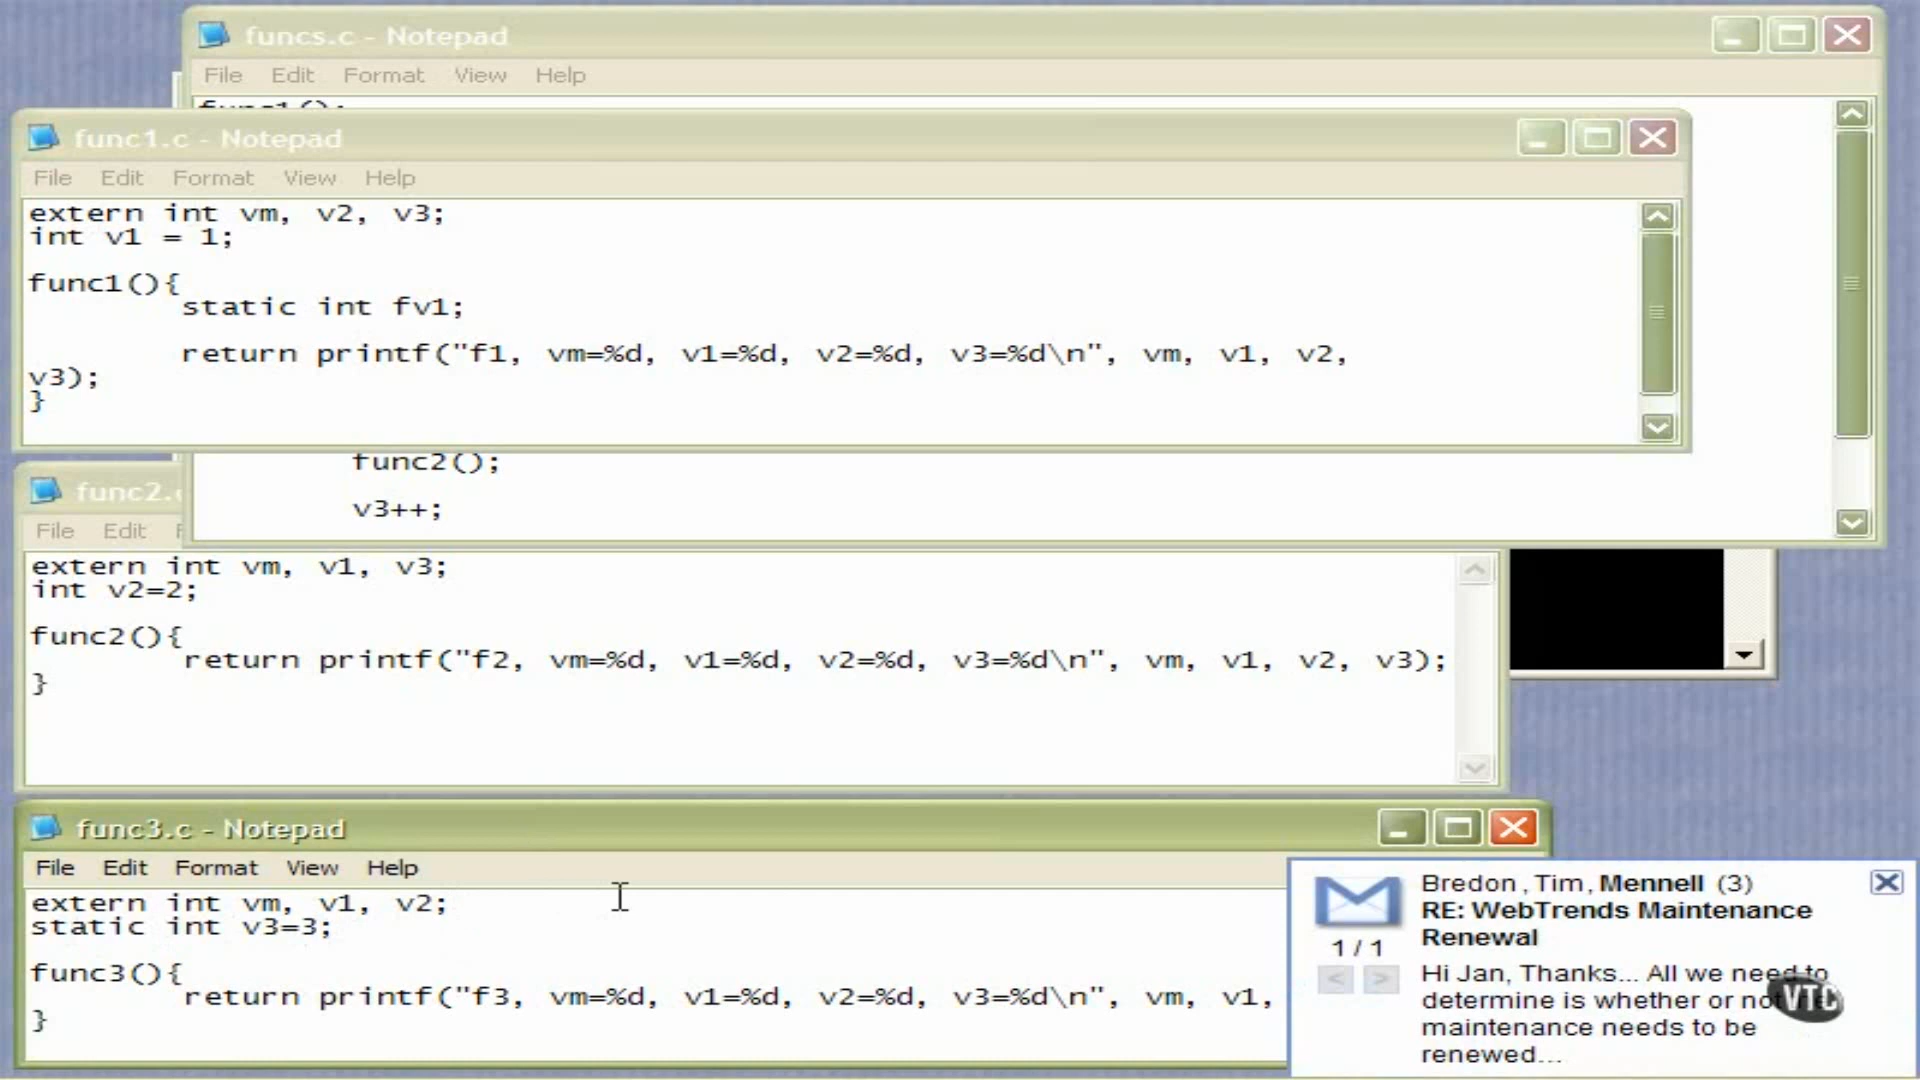 funcs.c - Notepad
File Edit Format View Help
func1();
func1.c - Notepad
File Edit Format View Help
extern int vm, v2, v3;
int v1 = 1;
func1(){
static int fv1;
return printf("f1, vm=%d, v1=%d, v2=%d, v3=%d\n", vm, v1, v2,
v3);
}
func2();
v3++;
func2.
File Edit
extern int vm, v1, v3;
int v2=2;
func2(){
return printf("f2, vm=%d, v1=%d, v2=%d, v3=%d\n", vm, v1, v2, v3);
}
func3.c - Notepad
File Edit Format View Help
extern int vm, v1, v2;
static int v3=3;
func3(){
return printf("f3, vm=%d, v1=%d, v2=%d, v3=%d\n", vm, v1,
}
Bredon, Tim, Mennell (3)
RE: WebTrends Maintenance
Renewal
1 / 1
< >
Hi Jan, Thanks... All we need to
determine is whether or not
maintenance needs to be
renewed...
VTC